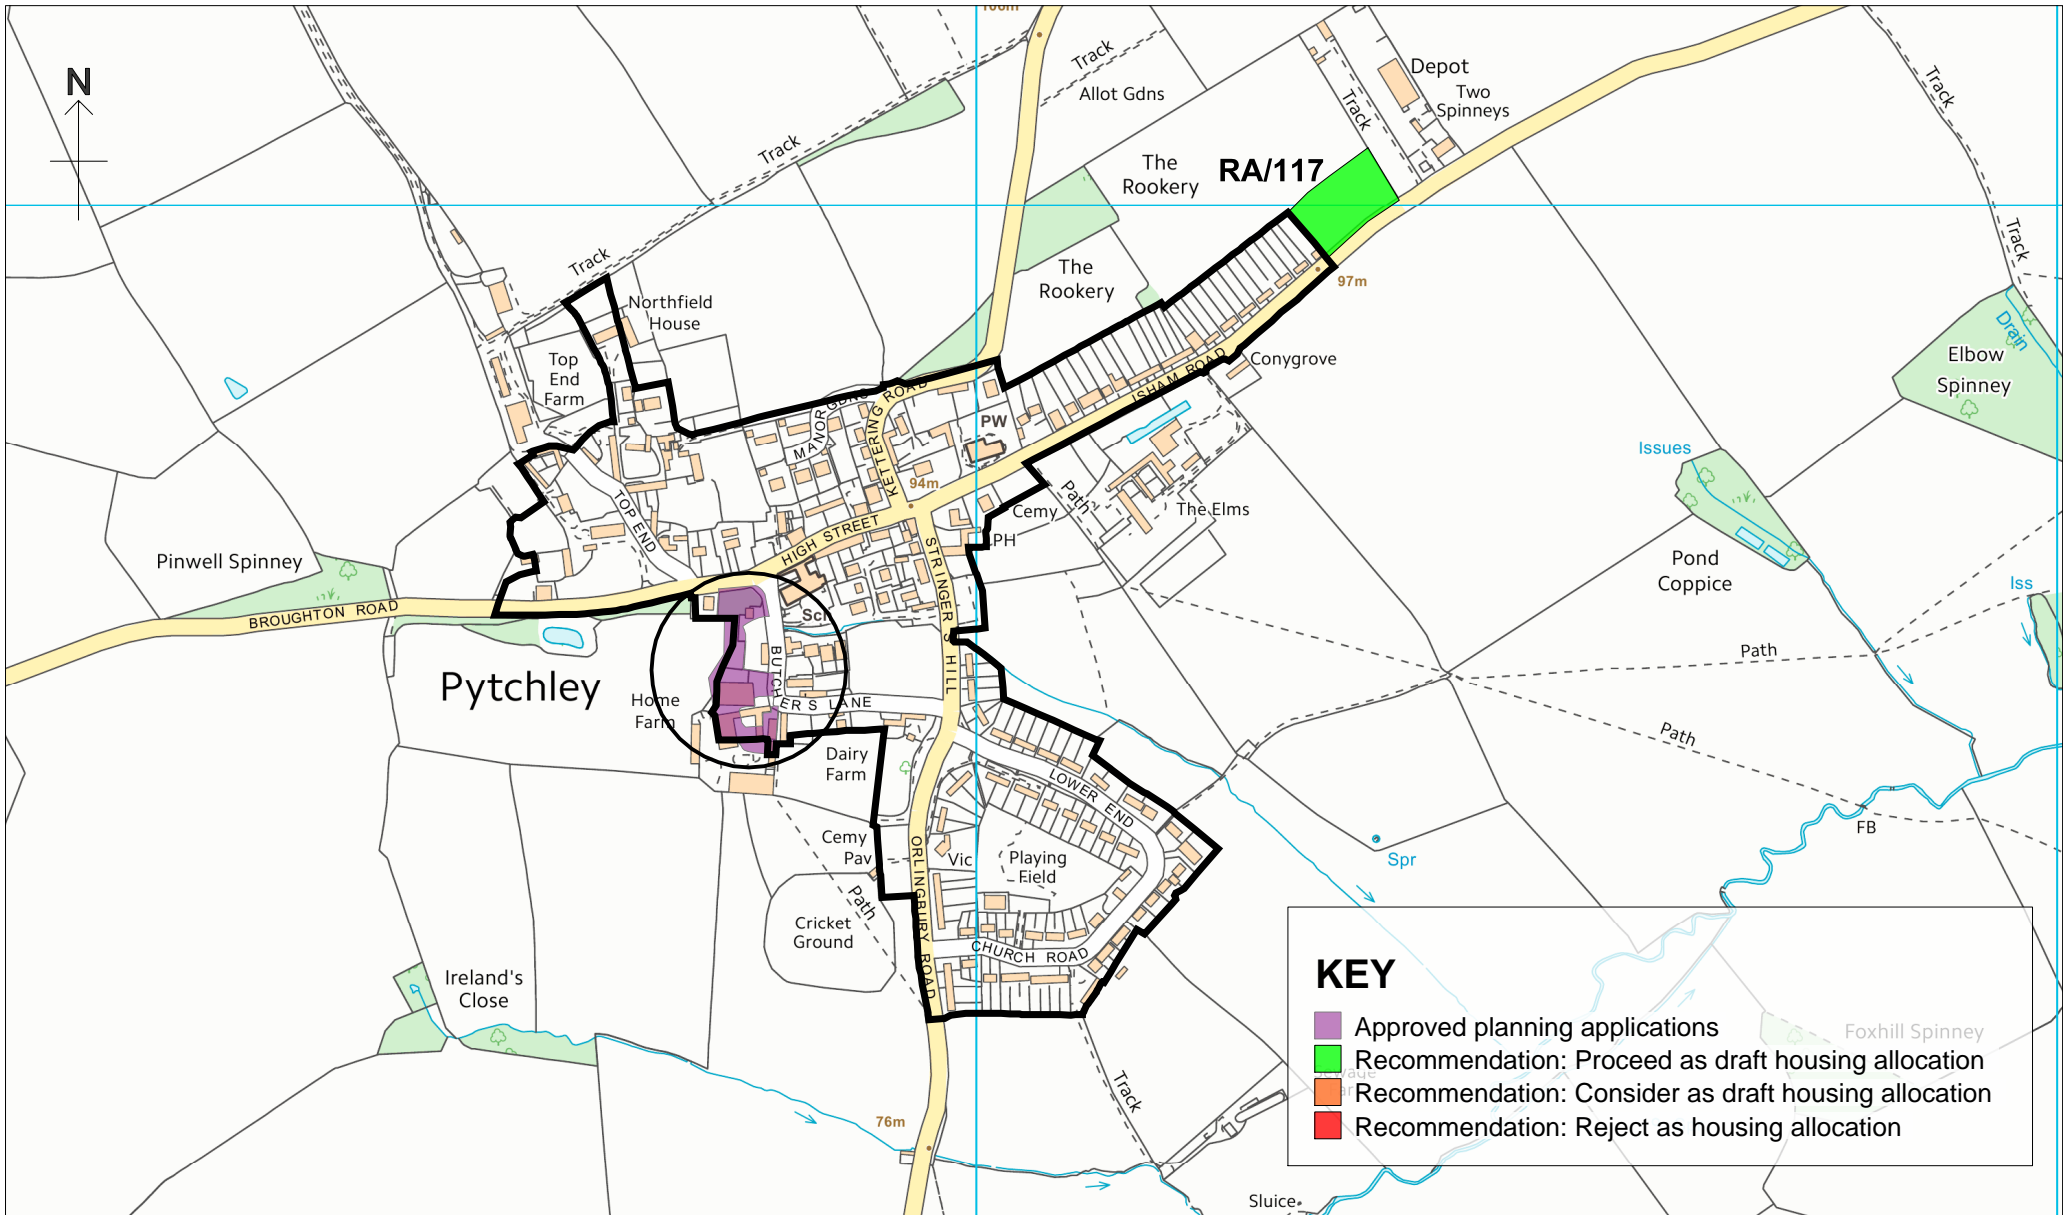 106m
N
Track
Allot Gdns
Depot
Two
Spinneys
Track
Track
Track
The
Rookery
RA/117
Track
Track
The
Rookery
97m
Northfield
House
Top
End
Farm
Drain
Elbow
Spinney
Conygrove
ISHAM ROAD
MANOR GDNS
KETTERING ROAD
PW
94m
Issues
Path
Cemy
The Elms
TOP END
HIGH STREET
PH
Pinwell Spinney
Pond
Coppice
Iss
BROUGHTON ROAD
STRINGER'S HILL
Sch
Path
Pytchley
BUTCHER'S LANE
Home
Farm
Path
Dairy
Farm
LOWER END
FB
Cemy
Pav
Vic
Playing
Field
Spr
Path
ORLINGBURY ROAD
Cricket
Ground
CHURCH ROAD
Ireland's
Close
KEY
Foxhill Spinney
Approved planning applications
Recommendation: Proceed as draft housing allocation
Recommendation: Consider as draft housing allocation
Recommendation: Reject as housing allocation
Track
76m
Sluice